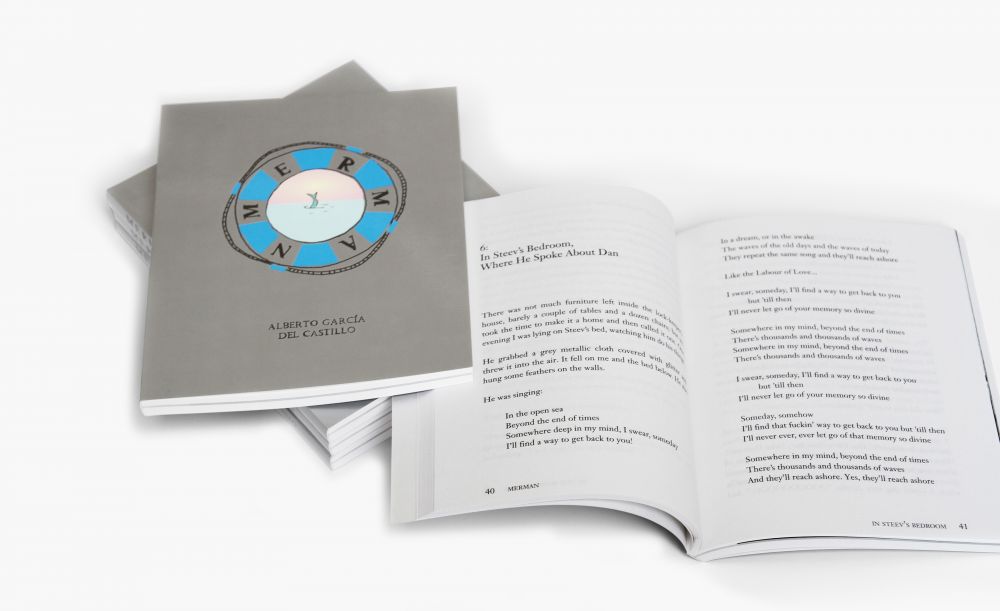 MERMAN
ALBERTO GARCÍA
DEL CASTILLO
6:
In Steev's Bedroom,
Where He Spoke About Dan
There was not much furniture left inside the
house, barely a couple of tables and a dozen chairs,
took the time to make it a home and then called it
evening I was lying on Steev's bed, watching him
He grabbed a grey metallic cloth covered with glitter
threw it into the air. It fell on me and the bed below. He
hung some feathers on the walls.
He was singing:
In the open sea
Beyond the end of times
Somewhere deep in my mind, I swear, someday
I'll find a way to get back to you!
40 MERMAN
In a dream, or in the awake
The waves of the old days and the waves of today
They repeat the same song and they'll reach ashore
Like the Labour of Love...
I swear, someday, I'll find a way to get back to you
but 'till then
I'll never let go of your memory so divine
Somewhere in my mind, beyond the end of times
There's thousands and thousands of waves
Somewhere in my mind, beyond the end of times
There's thousands and thousands of waves
I swear, someday, I'll find a way to get back to you
but 'till then
I'll never let go of your memory so divine
Someday, somehow
I'll find that fuckin' way to get back to you but 'till then
I'll never ever, ever let go of that memory so divine
Somewhere in my mind, beyond the end of times
There's thousands and thousands of waves
And they'll reach ashore. Yes, they'll reach ashore
IN STEEV'S BEDROOM 41